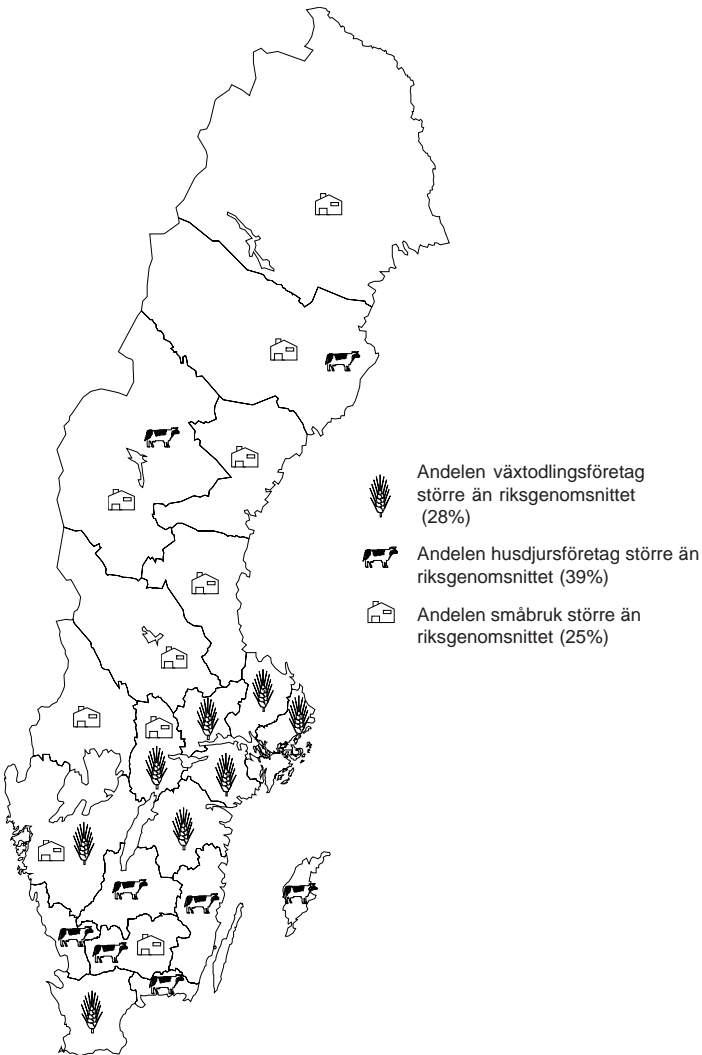 Andelen växtodlingsföretag
större än riksgenomsnittet
(28%)
Andelen husdjursföretag större än
riksgenomsnittet (39%)
Andelen småbruk större än
riksgenomsnittet (25%)